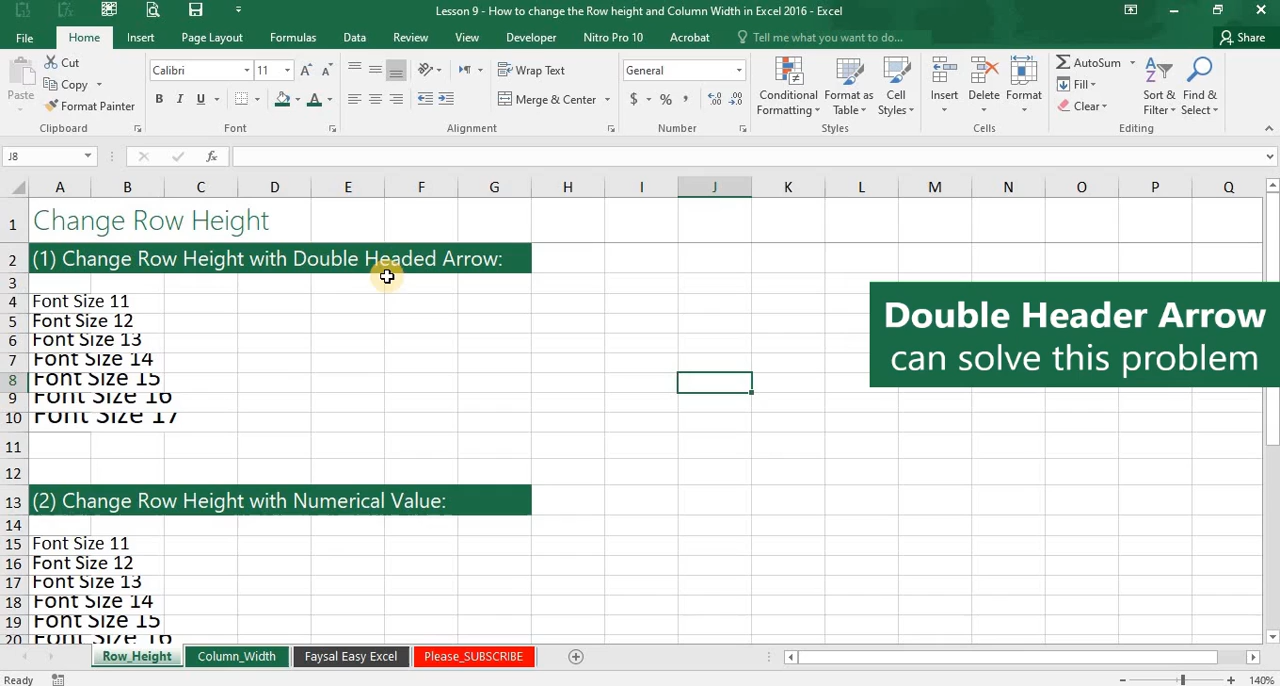 Lesson 9 - How to change the Row height and Column Width in Excel 2016 - Excel
File Home Insert Page Layout Formulas Data Review View Developer Nitro Pro 10 Acrobat Tell me what you want to do... Share
Paste Cut Copy Format Painter
Calibri 11
B I U A A A
Wrap Text
Merge & Center
General
$ % ,
Conditional Formatting
Format as Table
Cell Styles
Insert Delete Format
AutoSum
Fill
Clear
Sort & Filter
Find & Select
Clipboard Font Alignment Number Styles Cells Editing
J8 fx
A B C D E F G H I J K L M N O P Q
1 Change Row Height
2 (1) Change Row Height with Double Headed Arrow:
3
4 Font Size 11
5 Font Size 12
6 Font Size 13
7 Font Size 14
8 Font Size 15
9 Font Size 16
10 Font Size 17
11
12
13 (2) Change Row Height with Numerical Value:
14
15 Font Size 11
16 Font Size 12
17 Font Size 13
18 Font Size 14
19 Font Size 15
20 Font Size 16
Double Header Arrow
can solve this problem
Row_Height Column_Width Faysal Easy Excel Please_SUBSCRIBE
Ready 140%